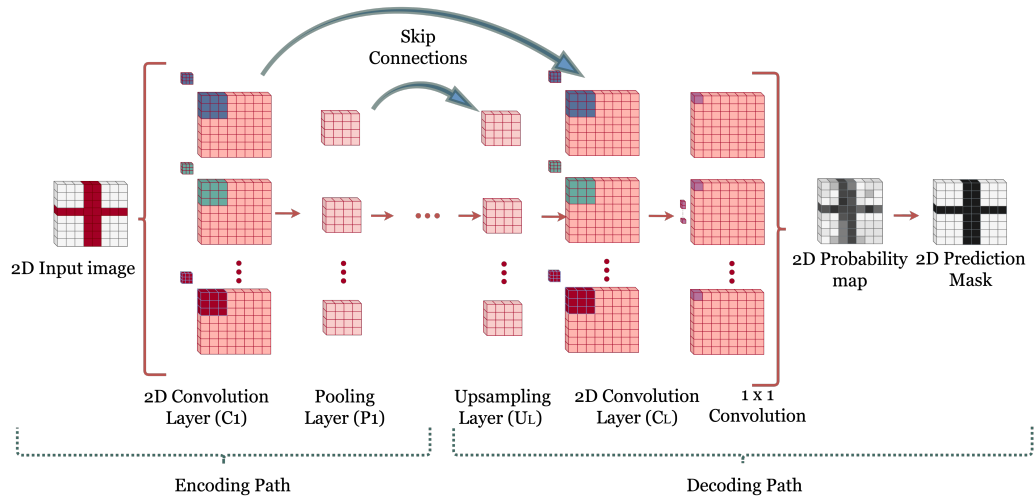 Skip
Connections
2D Input image
2D Probability
map
2D Prediction
Mask
2D Convolution
Layer (C1)
Pooling
Layer (P1)
Upsampling
Layer (UL)
2D Convolution
Layer (CL)
1 x 1
Convolution
Encoding Path
Decoding Path